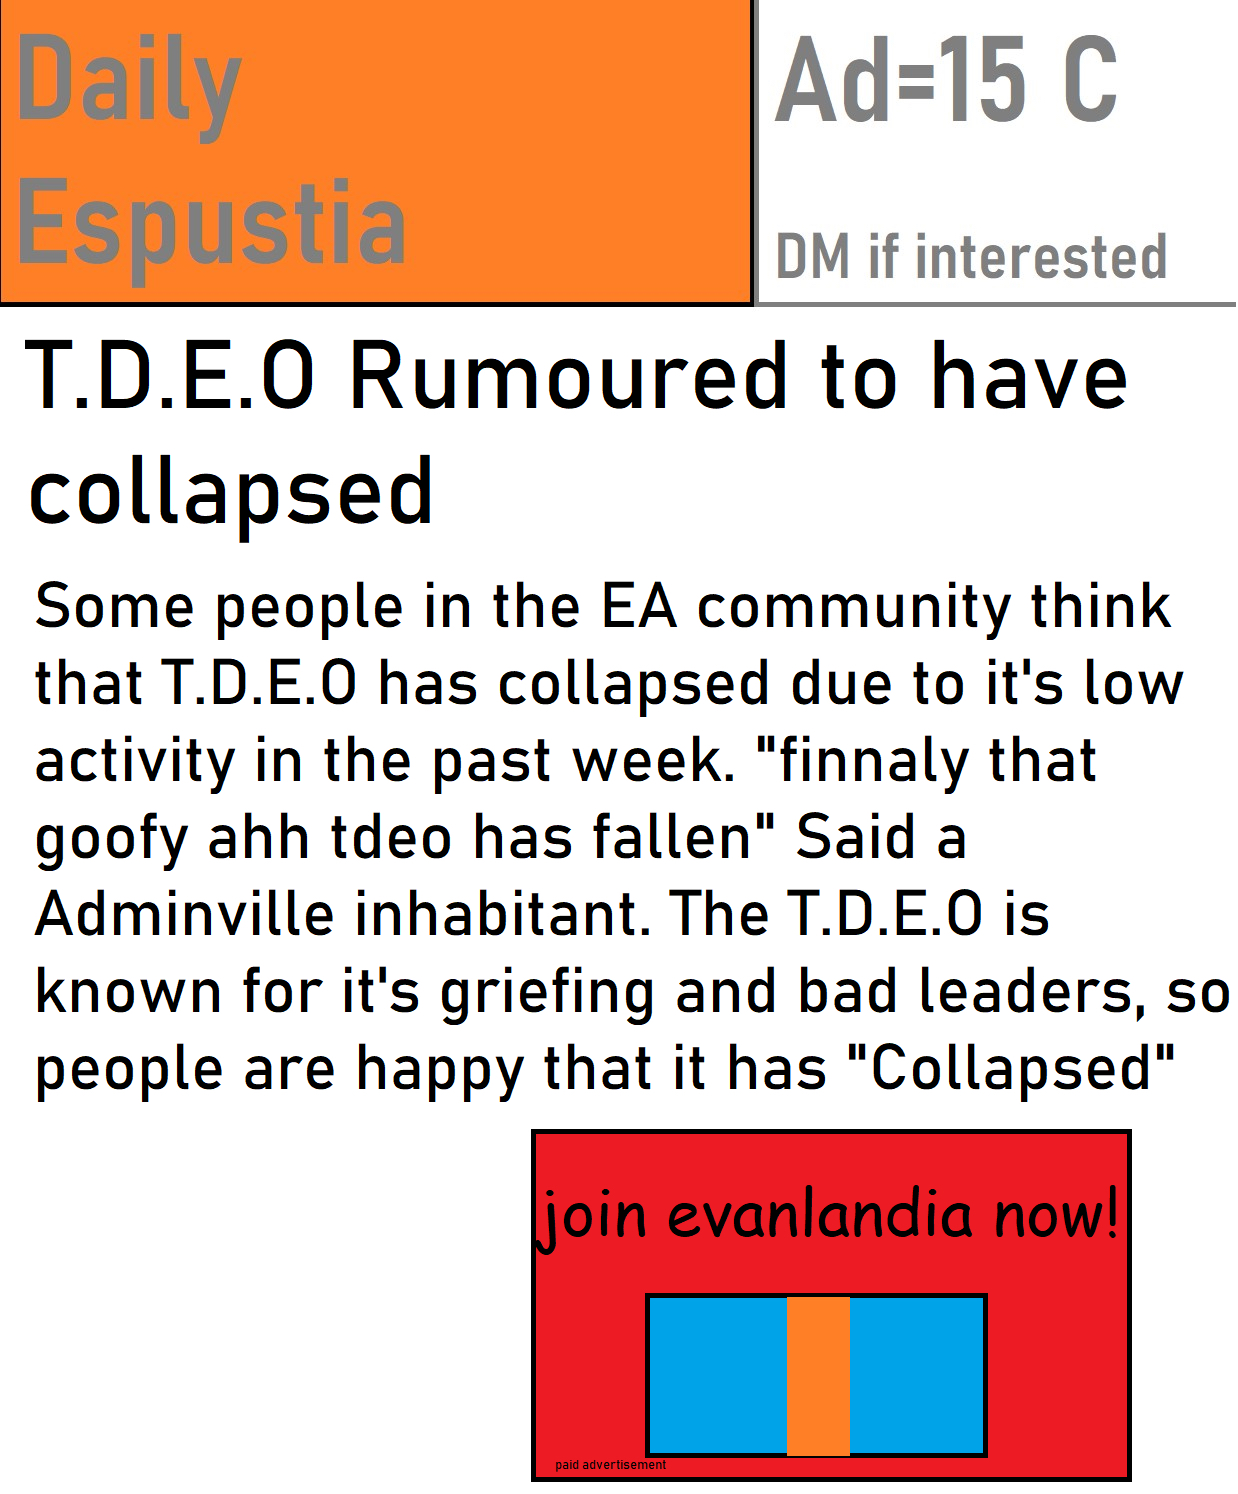 Daily
Espustia
Ad=15 C
DM if interested
T.D.E.O Rumoured to have
collapsed
Some people in the EA community think
that T.D.E.O has collapsed due to it's low
activity in the past week. "finnaly that
goofy ahh tdeo has fallen" Said a
Adminville inhabitant. The T.D.E.O is
known for it's griefing and bad leaders, so
people are happy that it has "Collapsed"
join evanlandia now!
paid advertisement